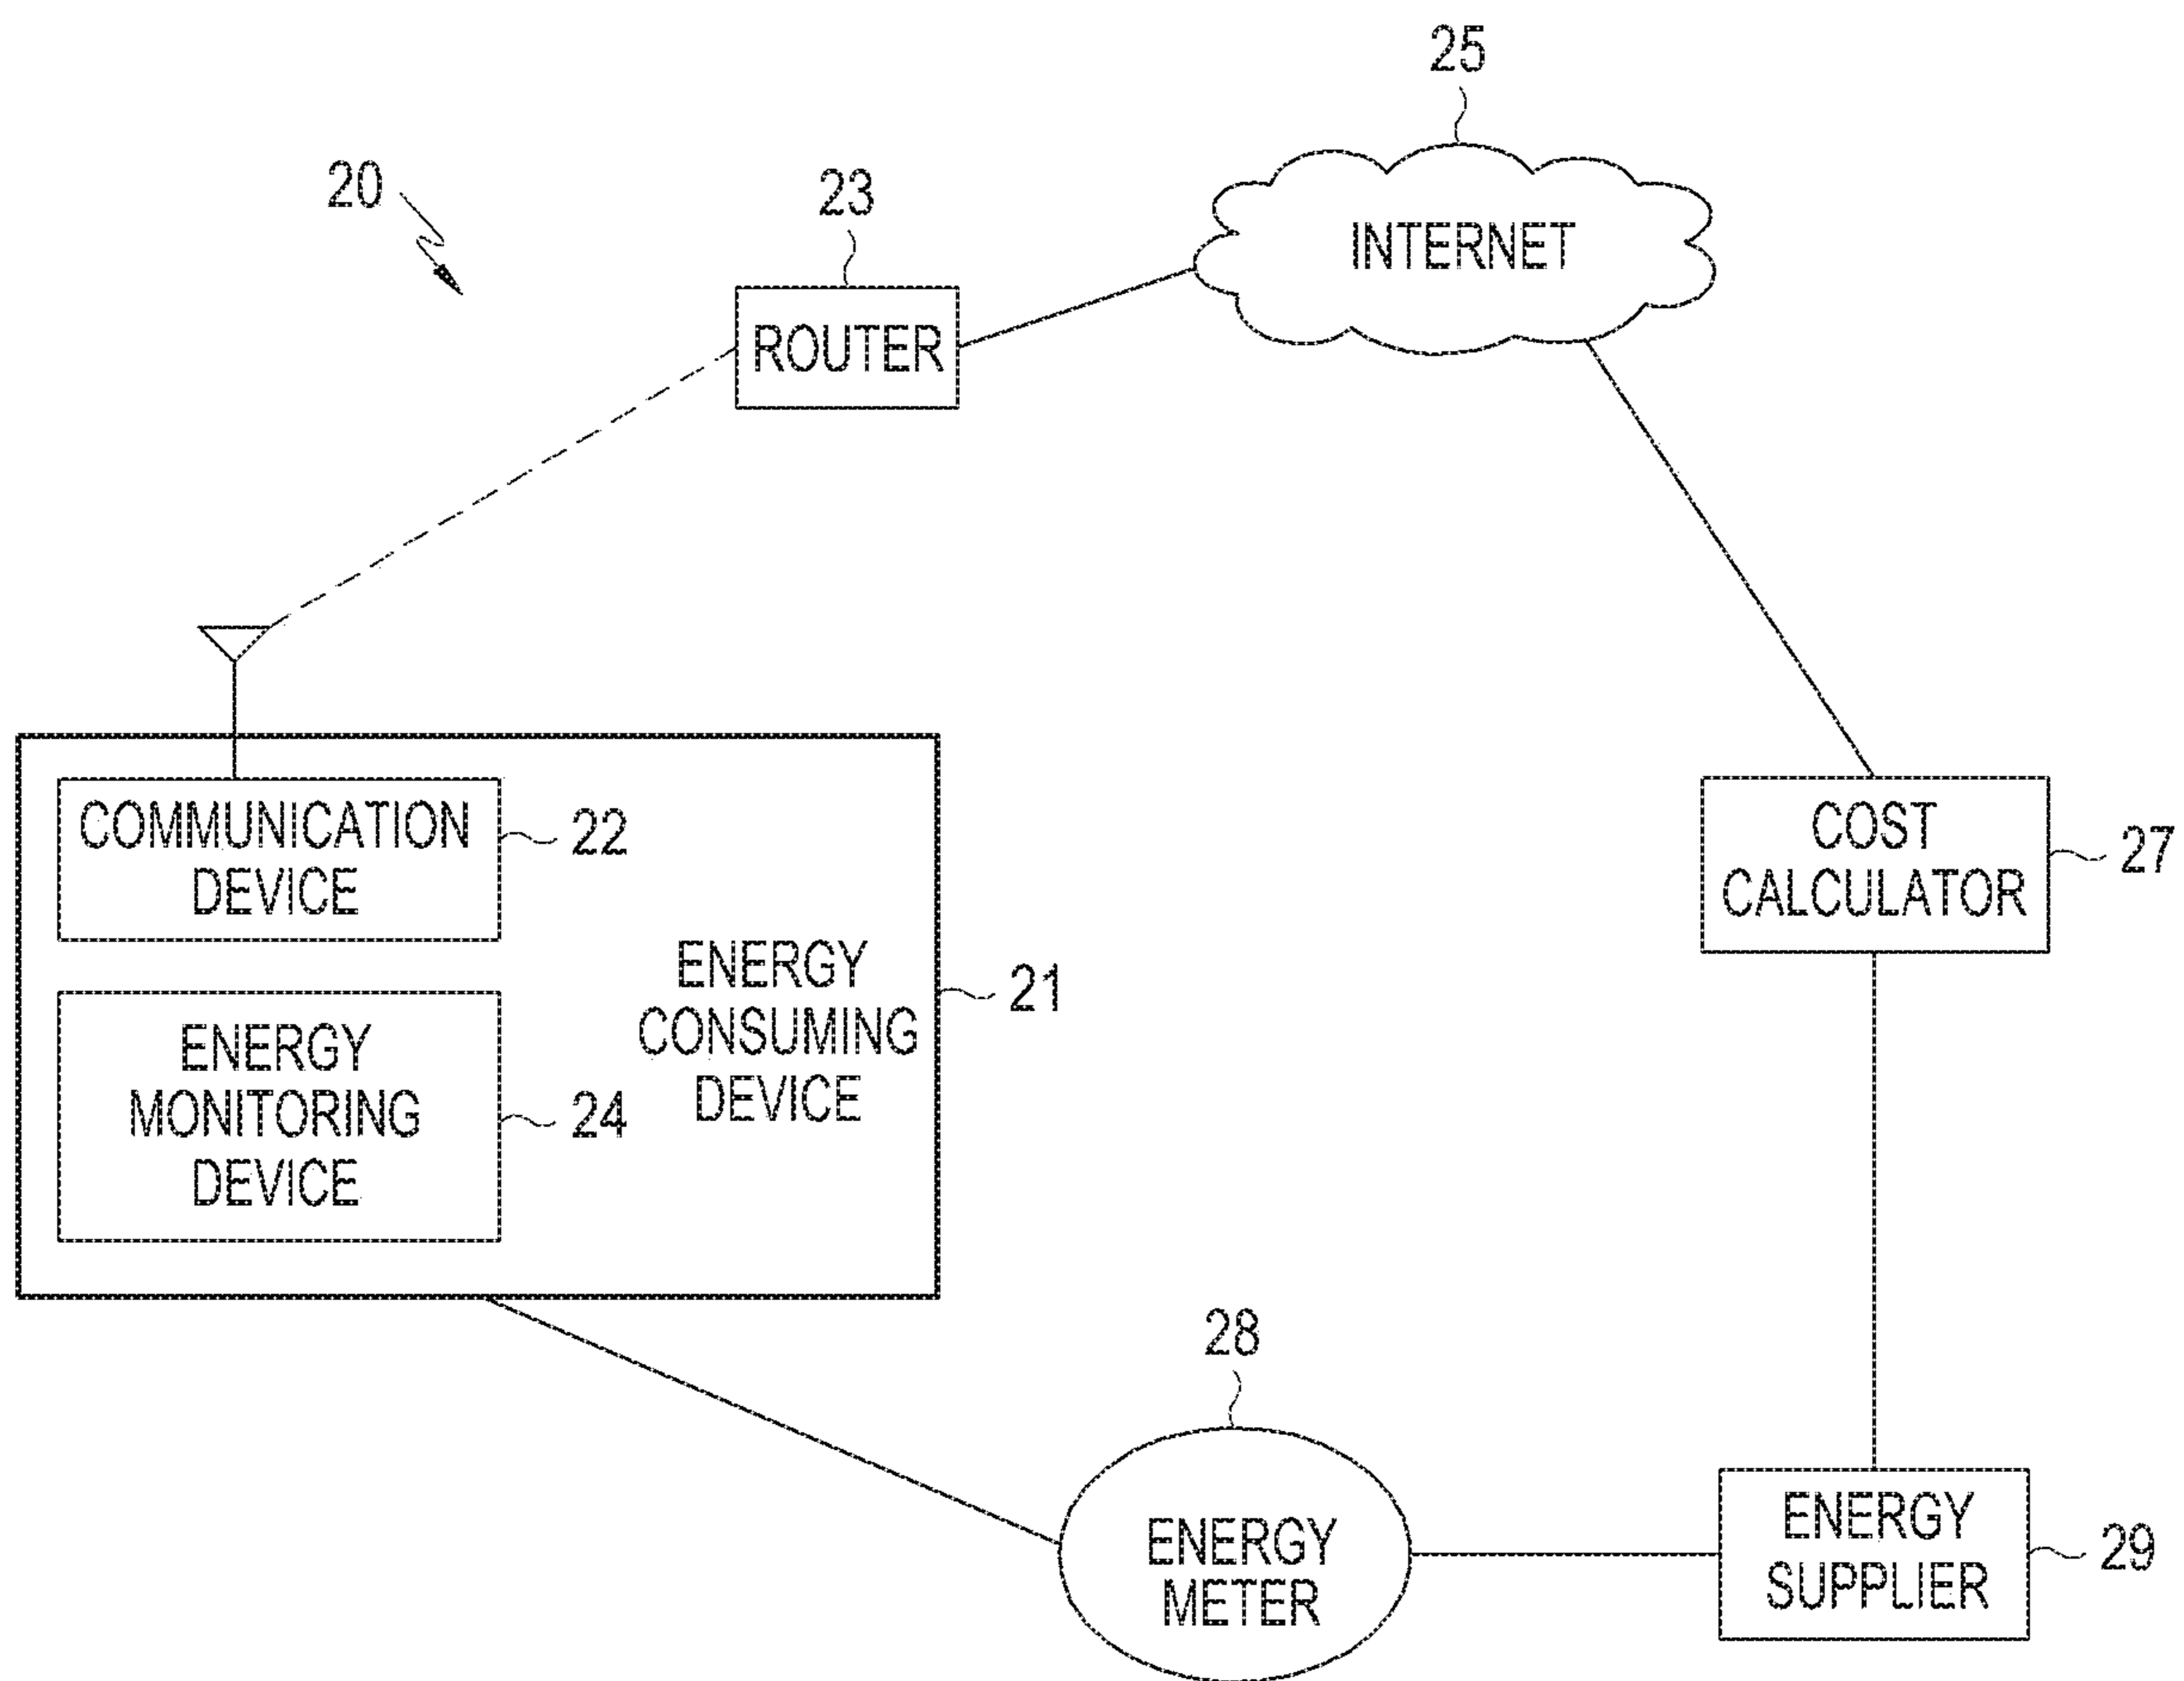 25
20
23
INTERNET
ROUTER
COMMUNICATION
DEVICE
22
COST
CALCULATOR
27
ENERGY
CONSUMING
DEVICE
21
ENERGY
MONITORING
DEVICE
24
28
ENERGY
METER
ENERGY
SUPPLIER
29